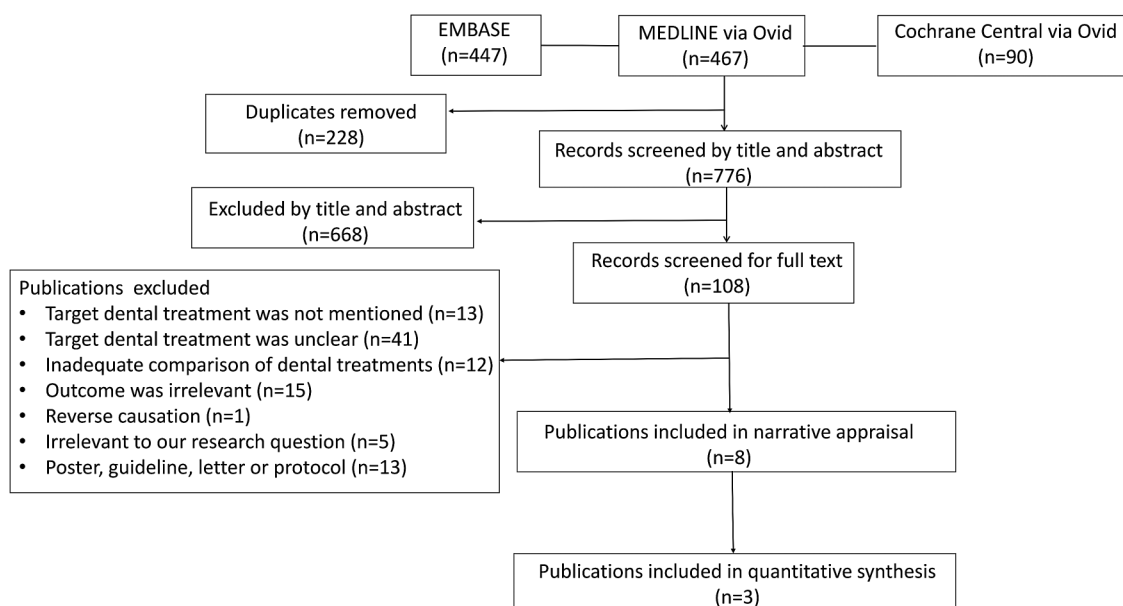 EMBASE
(n=447)
MEDLINE via Ovid
(n=467)
Cochrane Central via Ovid
(n=90)
Duplicates removed
(n=228)
Records screened by title and abstract
(n=776)
Excluded by title and abstract
(n=668)
Records screened for full text
(n=108)
Publications excluded
• Target dental treatment was not mentioned (n=13)
• Target dental treatment was unclear (n=41)
• Inadequate comparison of dental treatments (n=12)
• Outcome was irrelevant (n=15)
• Reverse causation (n=1)
• Irrelevant to our research question (n=5)
• Poster, guideline, letter or protocol (n=13)
Publications included in narrative appraisal
(n=8)
Publications included in quantitative synthesis
(n=3)